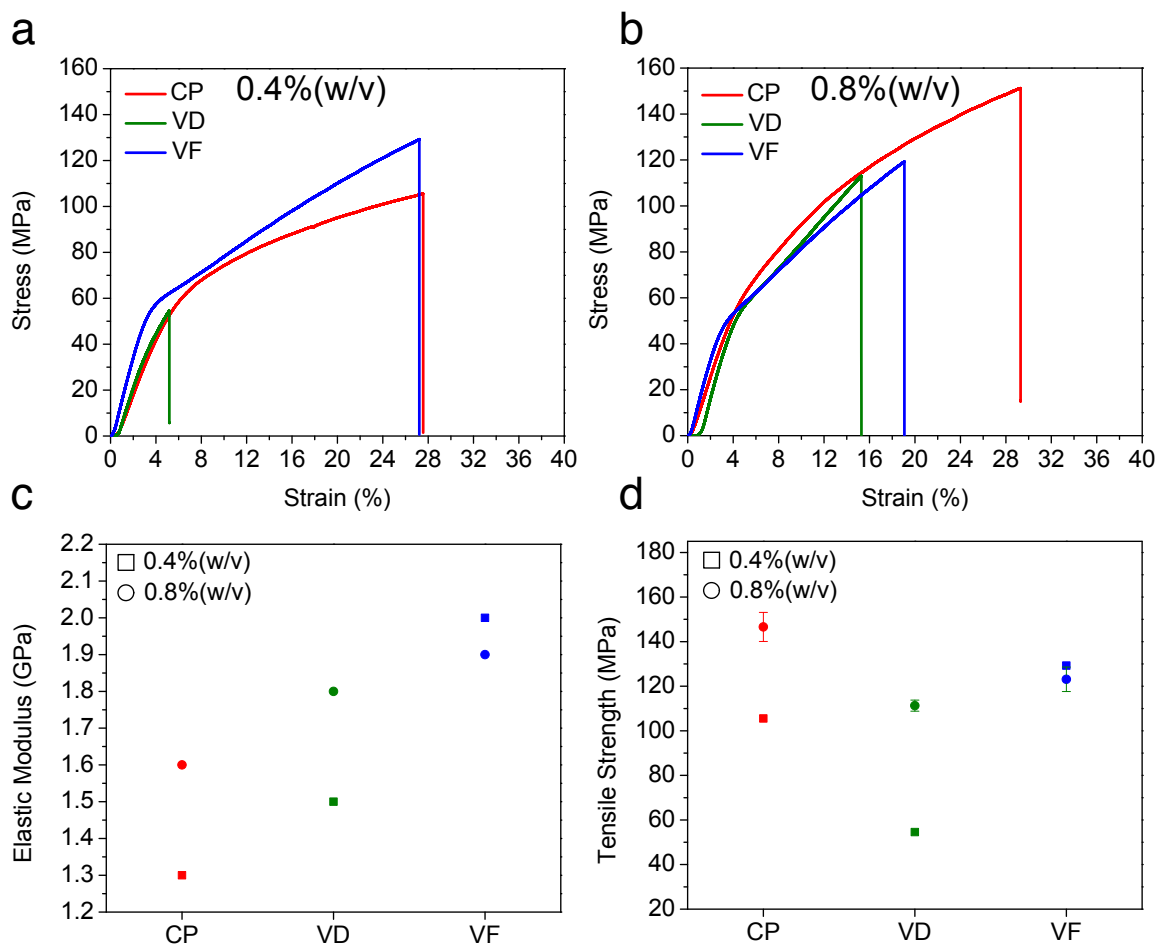 a
160
140
120
100
80
60
40
20
0
Stress (MPa)
CP
VD
VF
0.4%(w/v)
0 4 8 12 16 20 24 28 32 36 40
Strain (%)
b
160
140
120
100
80
60
40
20
0
Stress (MPa)
CP
VD
VF
0.8%(w/v)
0 4 8 12 16 20 24 28 32 36 40
Strain (%)
c
2.2
2.1
2.0
1.9
1.8
1.7
1.6
1.5
1.4
1.3
1.2
Elastic Modulus (GPa)
0.4%(w/v)
0.8%(w/v)
CP VD VF
d
180
160
140
120
100
80
60
40
20
Tensile Strength (MPa)
0.4%(w/v)
0.8%(w/v)
CP VD VF